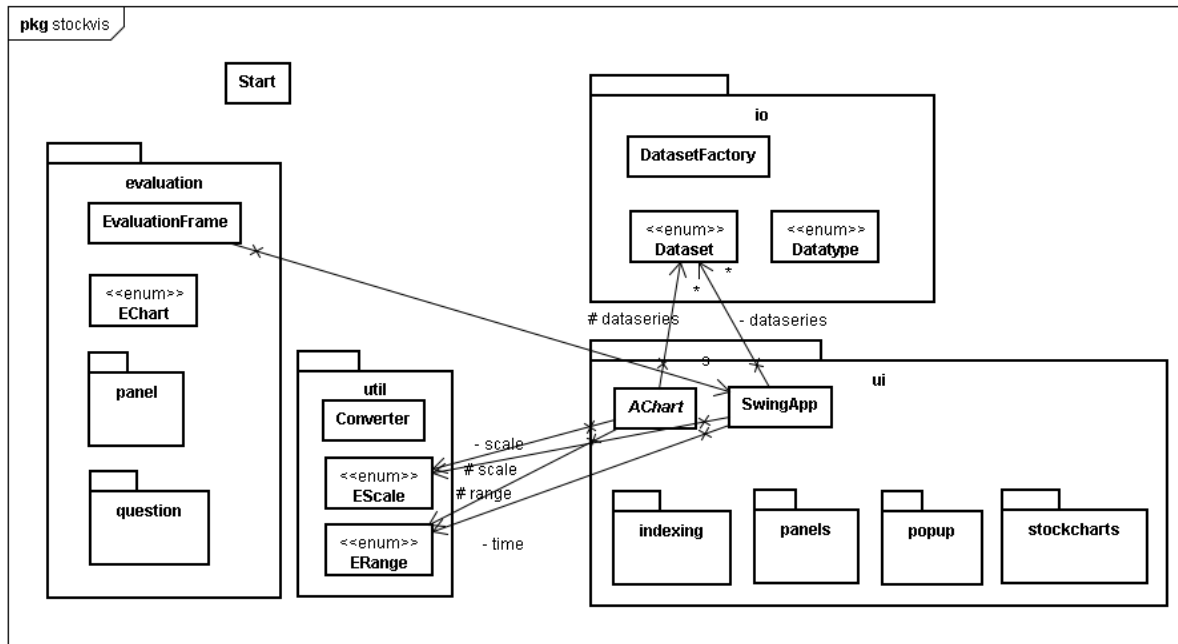 pkg stockvis
Start
io
DatasetFactory
<<enum>>
Dataset
<<enum>>
Datatype
*
*
# dataseries
- dataseries
evaluation
EvaluationFrame
<<enum>>
EChart
panel
question
util
Converter
<<enum>>
EScale
<<enum>>
ERange
- scale
# scale
# range
- time
ui
AChart
SwingApp
indexing
panels
popup
stockcharts